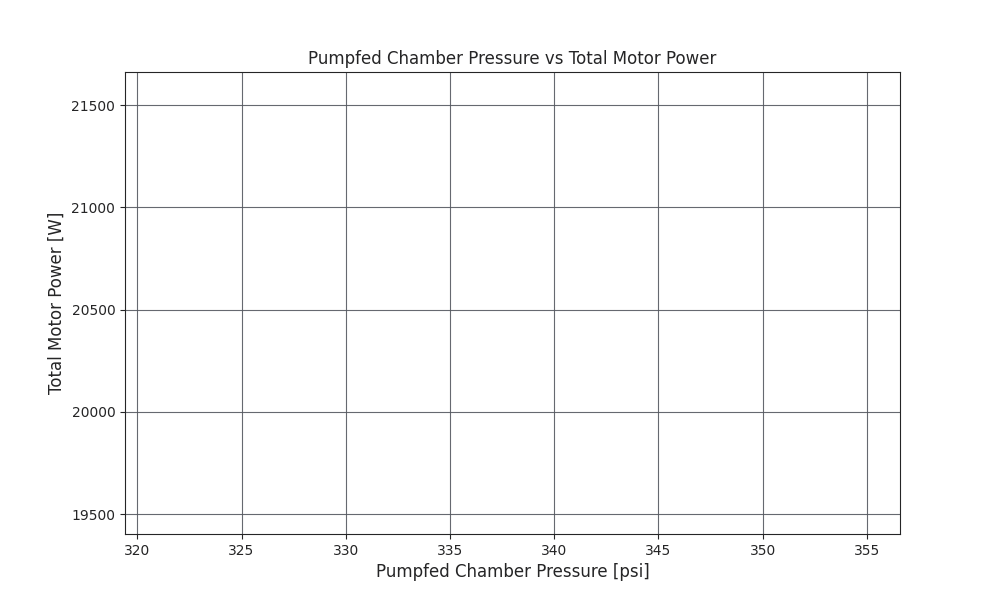 Pumpfed Chamber Pressure vs Total Motor Power
Total Motor Power [W]
21500
21000
20500
20000
19500
320 325 330 335 340 345 350 355
Pumpfed Chamber Pressure [psi]